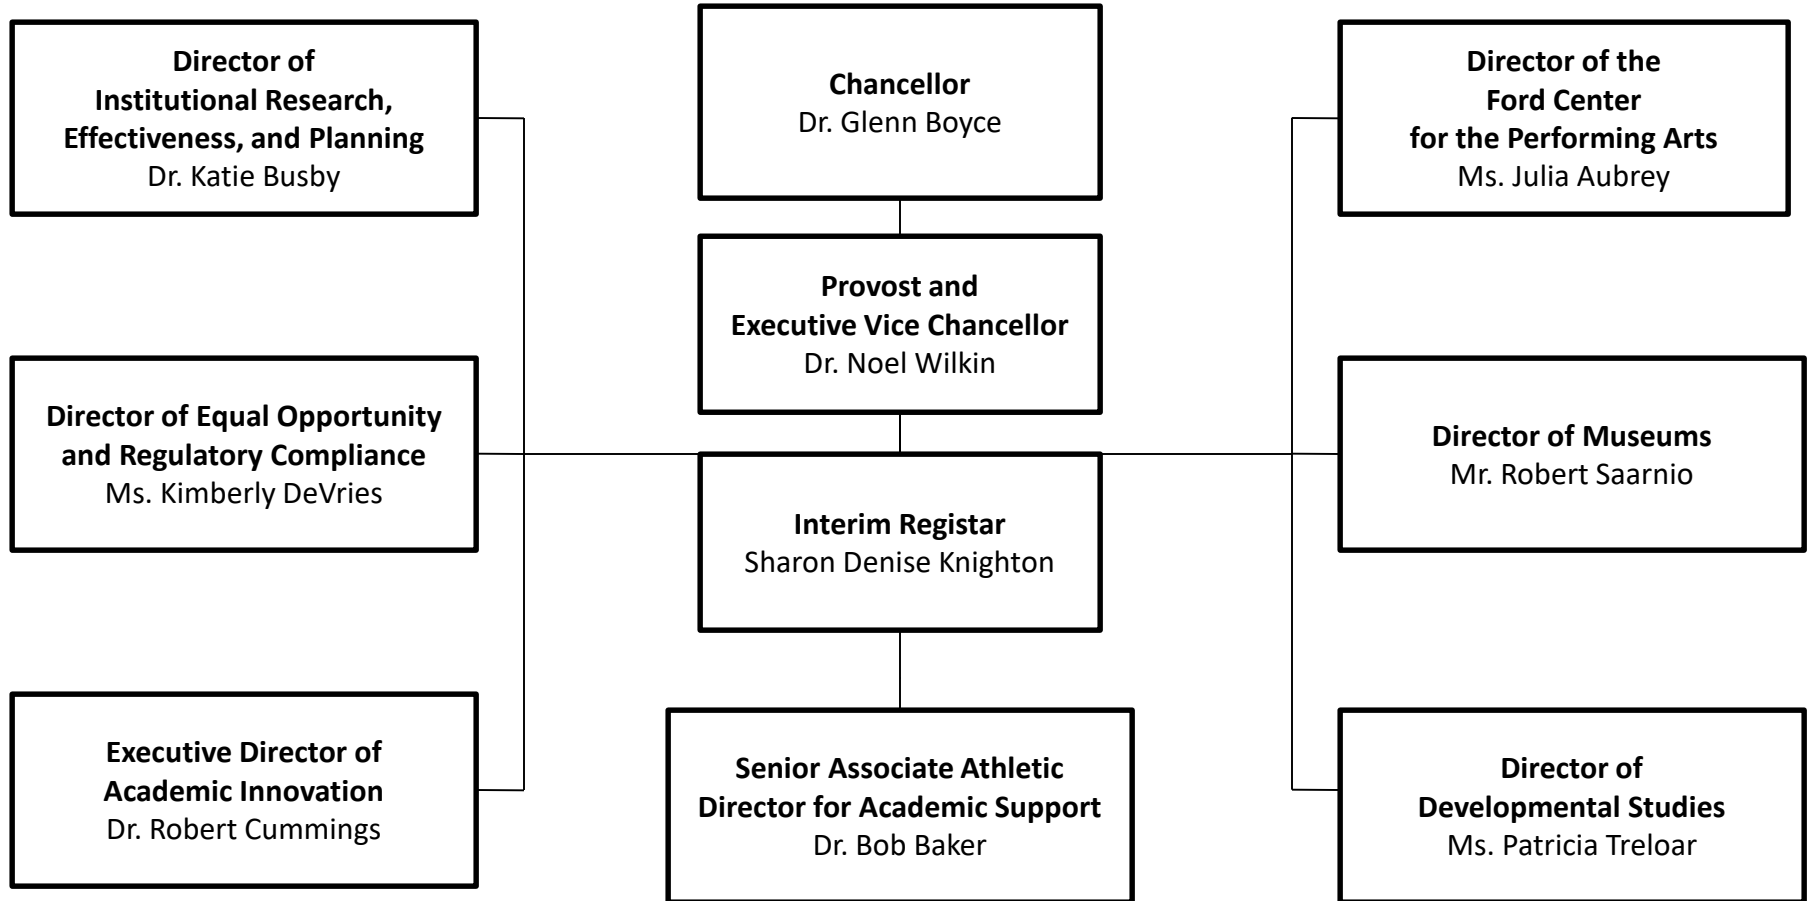 Director of
Institutional Research,
Effectiveness, and Planning
Dr. Katie Busby
Chancellor
Dr. Glenn Boyce
Director of the
Ford Center
for the Performing Arts
Ms. Julia Aubrey
Provost and
Executive Vice Chancellor
Dr. Noel Wilkin
Director of Equal Opportunity
and Regulatory Compliance
Ms. Kimberly DeVries
Interim Registar
Sharon Denise Knighton
Director of Museums
Mr. Robert Saarnio
Executive Director of
Academic Innovation
Dr. Robert Cummings
Senior Associate Athletic
Director for Academic Support
Dr. Bob Baker
Director of
Developmental Studies
Ms. Patricia Treloar